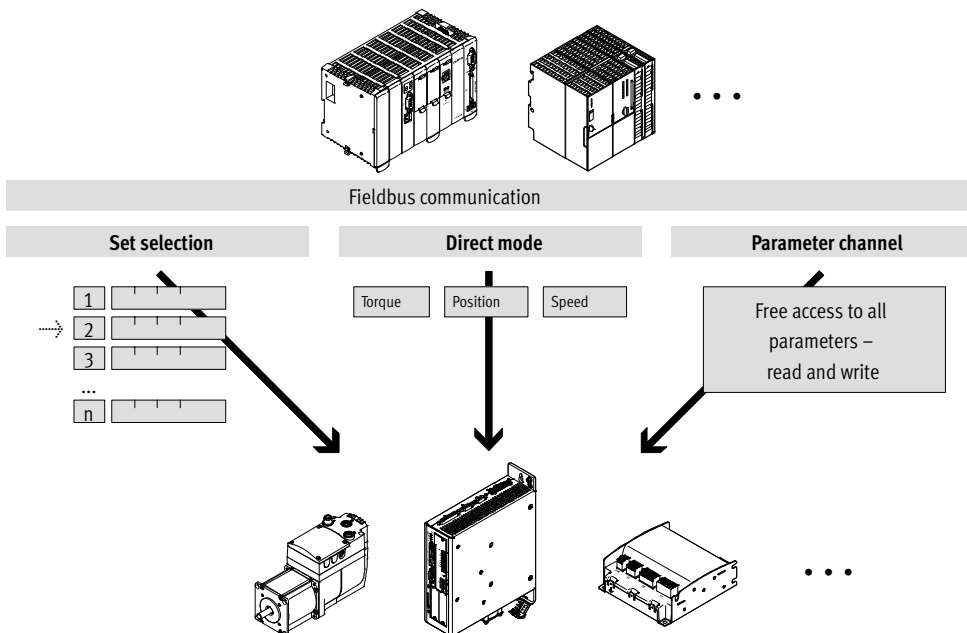 Fieldbus communication
Set selection
Direct mode
Parameter channel
1
2
3
...
n
Torque
Position
Speed
Free access to all
parameters –
read and write